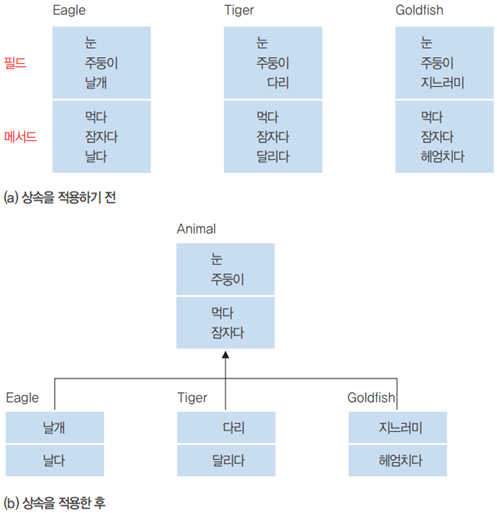 Eagle Tiger Goldfish
필드
눈
주둥이
날개
눈
주둥이
다리
눈
주둥이
지느러미
메서드
먹다
잠자다
날다
먹다
잠자다
달리다
먹다
잠자다
헤엄치다
(a) 상속을 적용하기 전
Animal
눈
주둥이
먹다
잠자다
Eagle Tiger Goldfish
날개 다리 지느러미
날다 달리다 헤엄치다
(b) 상속을 적용한 후